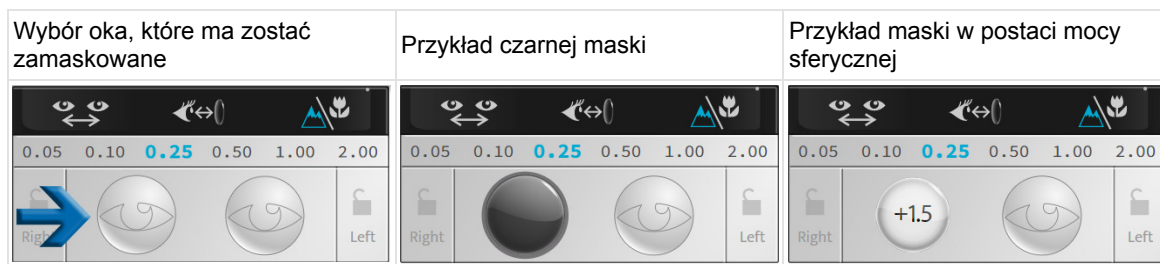 Wybór oka, które ma zostać
zamaskowane
Przykład czarnej maski
Przykład maski w postaci mocy
sferycznej
0.05 0.10 0.25 0.50 1.00 2.00
Right
Left
0.05 0.10 0.25 0.50 1.00 2.00
Right
Left
0.05 0.10 0.25 0.50 1.00 2.00
Right
+1.5
Left